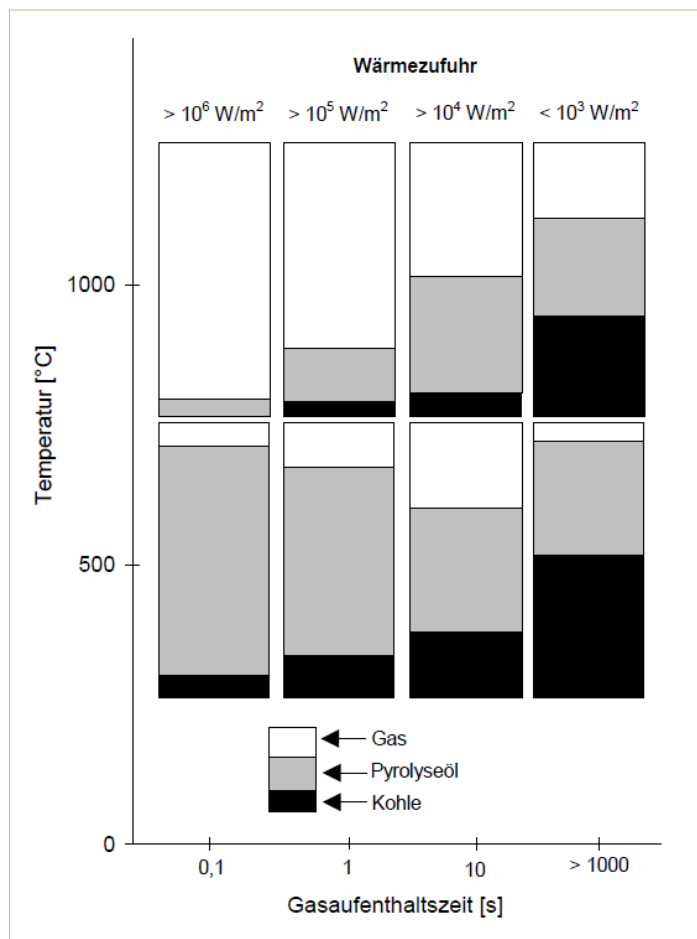 Wärmezufuhr
> 10⁶ W/m² > 10⁵ W/m² > 10⁴ W/m² < 10³ W/m²
1000
Temperatur [°C]
500
Gas
Pyrolyseöl
Kohle
0
0,1 1 10 > 1000
Gasaufenthaltszeit [s]